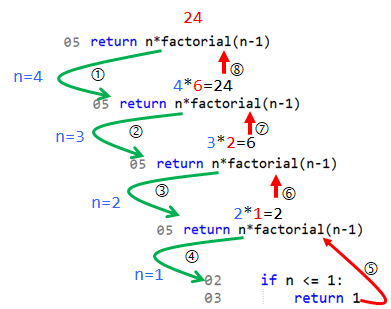 24
05 return n*factorial(n-1)
n=4 ① ⑧
4*6=24
05 return n*factorial(n-1)
n=3 ② ⑦
3*2=6
05 return n*factorial(n-1)
n=2 ③ ⑥
2*1=2
05 return n*factorial(n-1)
n=1 ④ ⑤
02 if n <= 1:
03 return 1